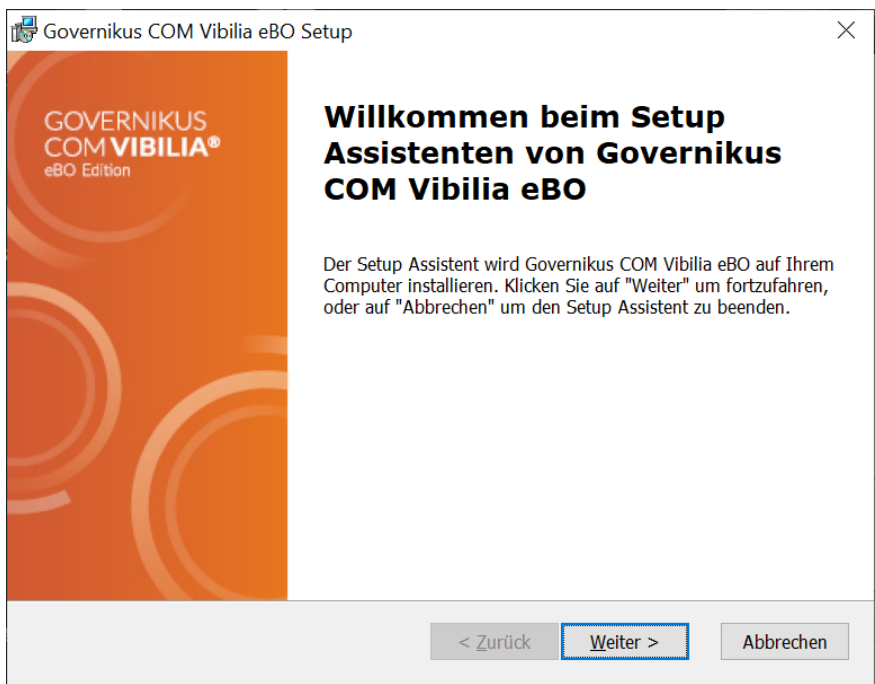 Governikus COM Vibilia eBO Setup
GOVERNIKUS
COM VIBILIA®
eBO Edition
Willkommen beim Setup
Assistenten von Governikus
COM Vibilia eBO
Der Setup Assistent wird Governikus COM Vibilia eBO auf Ihrem
Computer installieren. Klicken Sie auf "Weiter" um fortzufahren,
oder auf "Abbrechen" um den Setup Assistent zu beenden.
< Zurück   Weiter >   Abbrechen